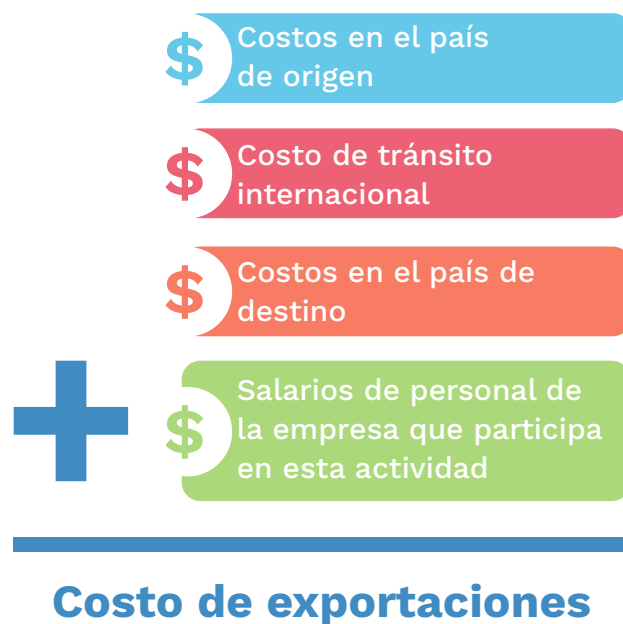 $ Costos en el país
de origen
$ Costo de tránsito
internacional
$ Costos en el país de
destino
Salarios de personal de
+ $ la empresa que participa
en esta actividad
Costo de exportaciones